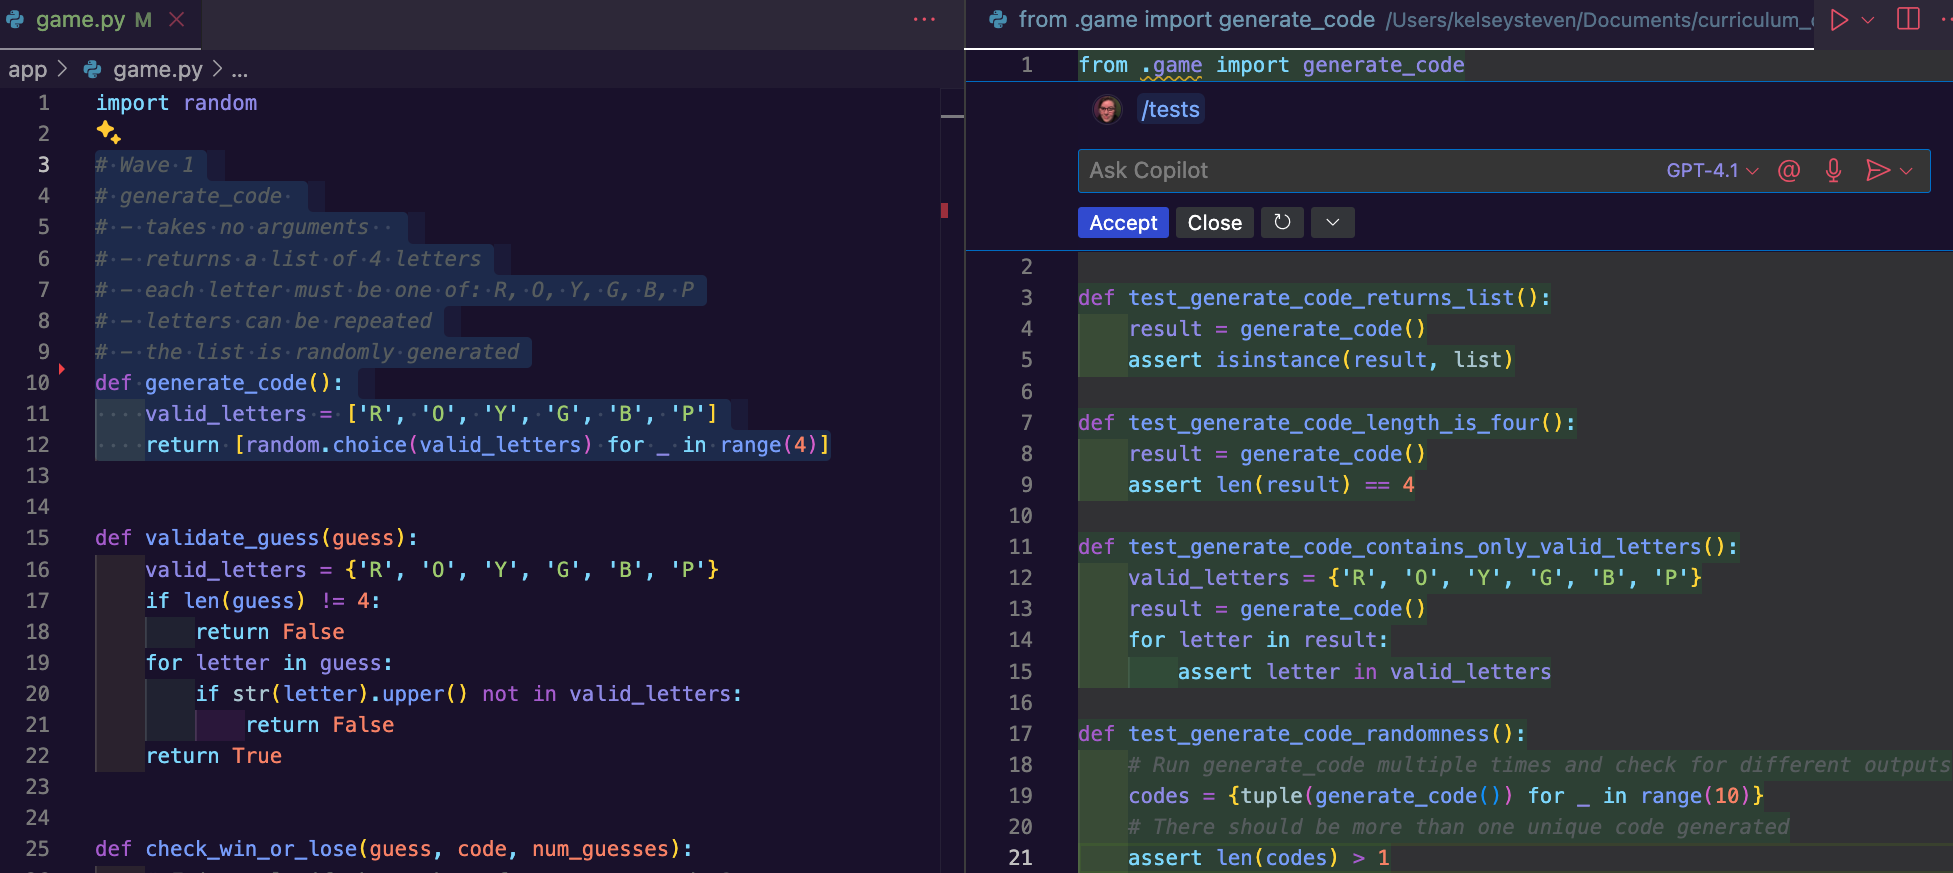 game.py M
app > game.py > ...
1 import random
2
3 # Wave 1
4 # generate_code
5 # - takes no arguments
6 # - returns a list of 4 letters
7 # - each letter must be one of: R, O, Y, G, B, P
8 # - letters can be repeated
9 # - the list is randomly generated
10 def generate_code():
11 valid_letters = ['R', 'O', 'Y', 'G', 'B', 'P']
12 return [random.choice(valid_letters) for _ in range(4)]
13
14
15 def validate_guess(guess):
16 valid_letters = {'R', 'O', 'Y', 'G', 'B', 'P'}
17 if len(guess) != 4:
18 return False
19 for letter in guess:
20 if str(letter).upper() not in valid_letters:
21 return False
22 return True
23
24
25 def check_win_or_lose(guess, code, num_guesses):
from .game import generate_code /Users/kelseysteven/Documents/curriculum_
1 from .game import generate_code
/tests
Ask Copilot GPT-4.1
Accept Close
2
3 def test_generate_code_returns_list():
4 result = generate_code()
5 assert isinstance(result, list)
6
7 def test_generate_code_length_is_four():
8 result = generate_code()
9 assert len(result) == 4
10
11 def test_generate_code_contains_only_valid_letters():
12 valid_letters = {'R', 'O', 'Y', 'G', 'B', 'P'}
13 result = generate_code()
14 for letter in result:
15 assert letter in valid_letters
16
17 def test_generate_code_randomness():
18 # Run generate_code multiple times and check for different outputs
19 codes = {tuple(generate_code()) for _ in range(10)}
20 # There should be more than one unique code generated
21 assert len(codes) > 1